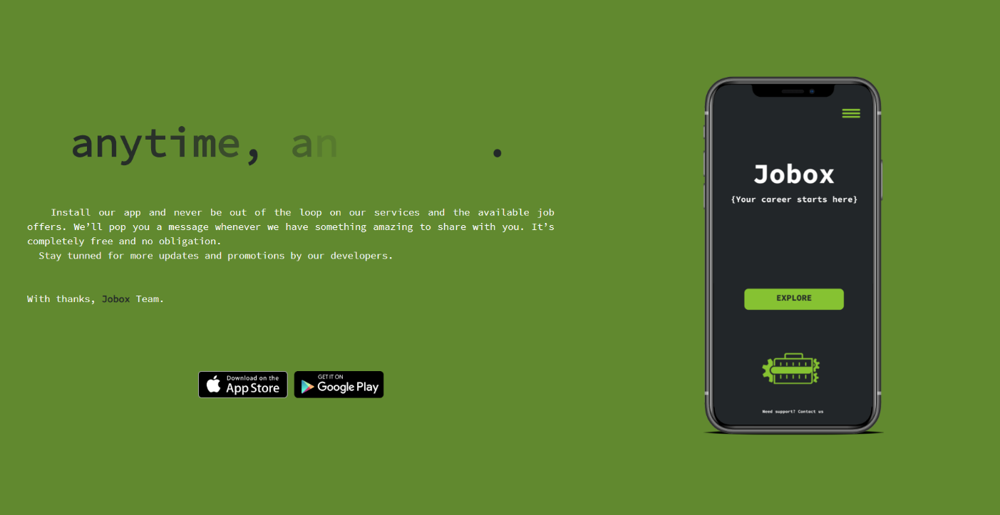 anytime, an .
Install our app and never be out of the loop on our services and the available job
offers. We’ll pop you a message whenever we have something amazing to share with you. It’s
completely free and no obligation.
Stay tunned for more updates and promotions by our developers.
With thanks, Jobox Team.
Download on the
App Store
GET IT ON
Google Play
Jobox
{Your career starts here}
EXPLORE
Need support? Contact us